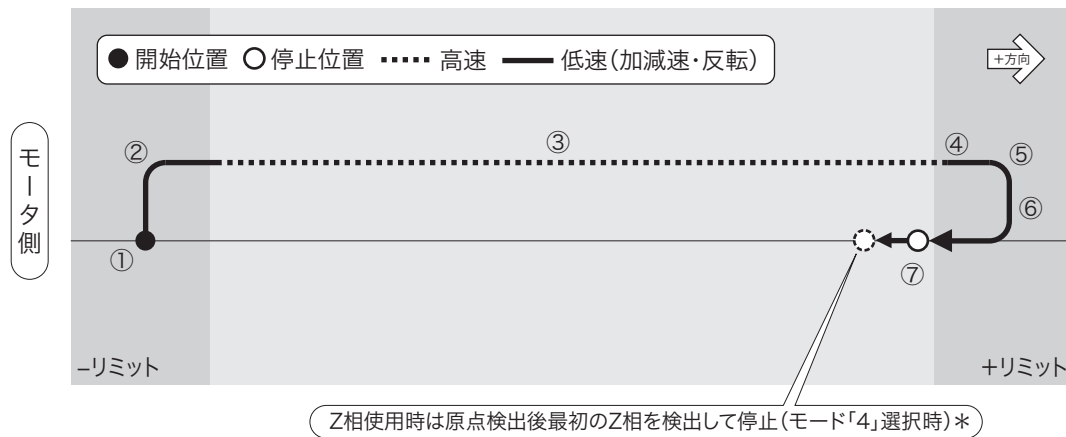 ●開始位置 ○停止位置 ┅┅ 高速 ━━ 低速(加減速・反転)
+方向
モータ側
① ② ③ ④ ⑤ ⑥ ⑦
−リミット
+リミット
Z相使用時は原点検出後最初のZ相を検出して停止(モード「4」選択時)*